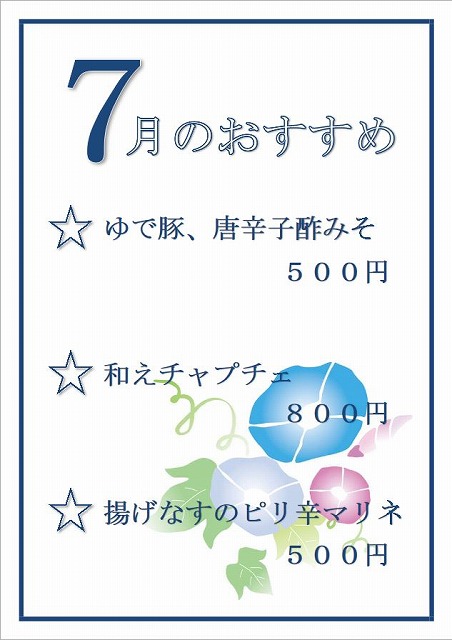 7月のおすすめ
☆ ゆで豚、唐辛子酢みそ
５００円
☆ 和えチャプチェ
８００円
☆ 揚げなすのピリ辛マリネ
５００円